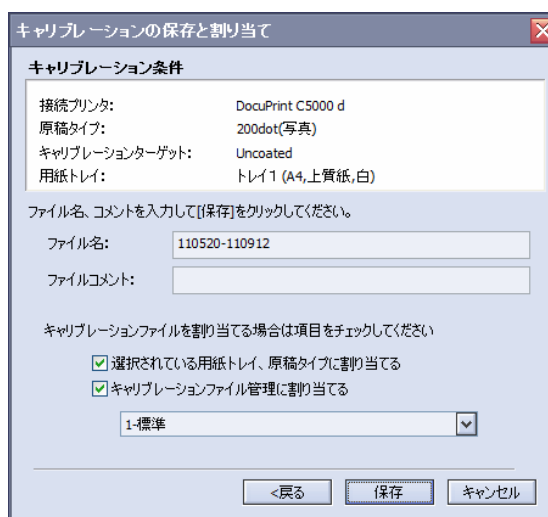 キャリブレーションの保存と割り当て
キャリブレーション条件
接続プリンタ: DocuPrint C5000 d
原稿タイプ: 200dot(写真)
キャリブレーションターゲット: Uncoated
用紙トレイ: トレイ1 (A4,上質紙,白)
ファイル名、コメントを入力して[保存]をクリックしてください。
ファイル名: 110520-110912
ファイルコメント:
キャリブレーションファイルを割り当てる場合は項目をチェックしてください
選択されている用紙トレイ、原稿タイプに割り当てる
キャリブレーションファイル管理に割り当てる
1-標準
<戻る 保存 キャンセル